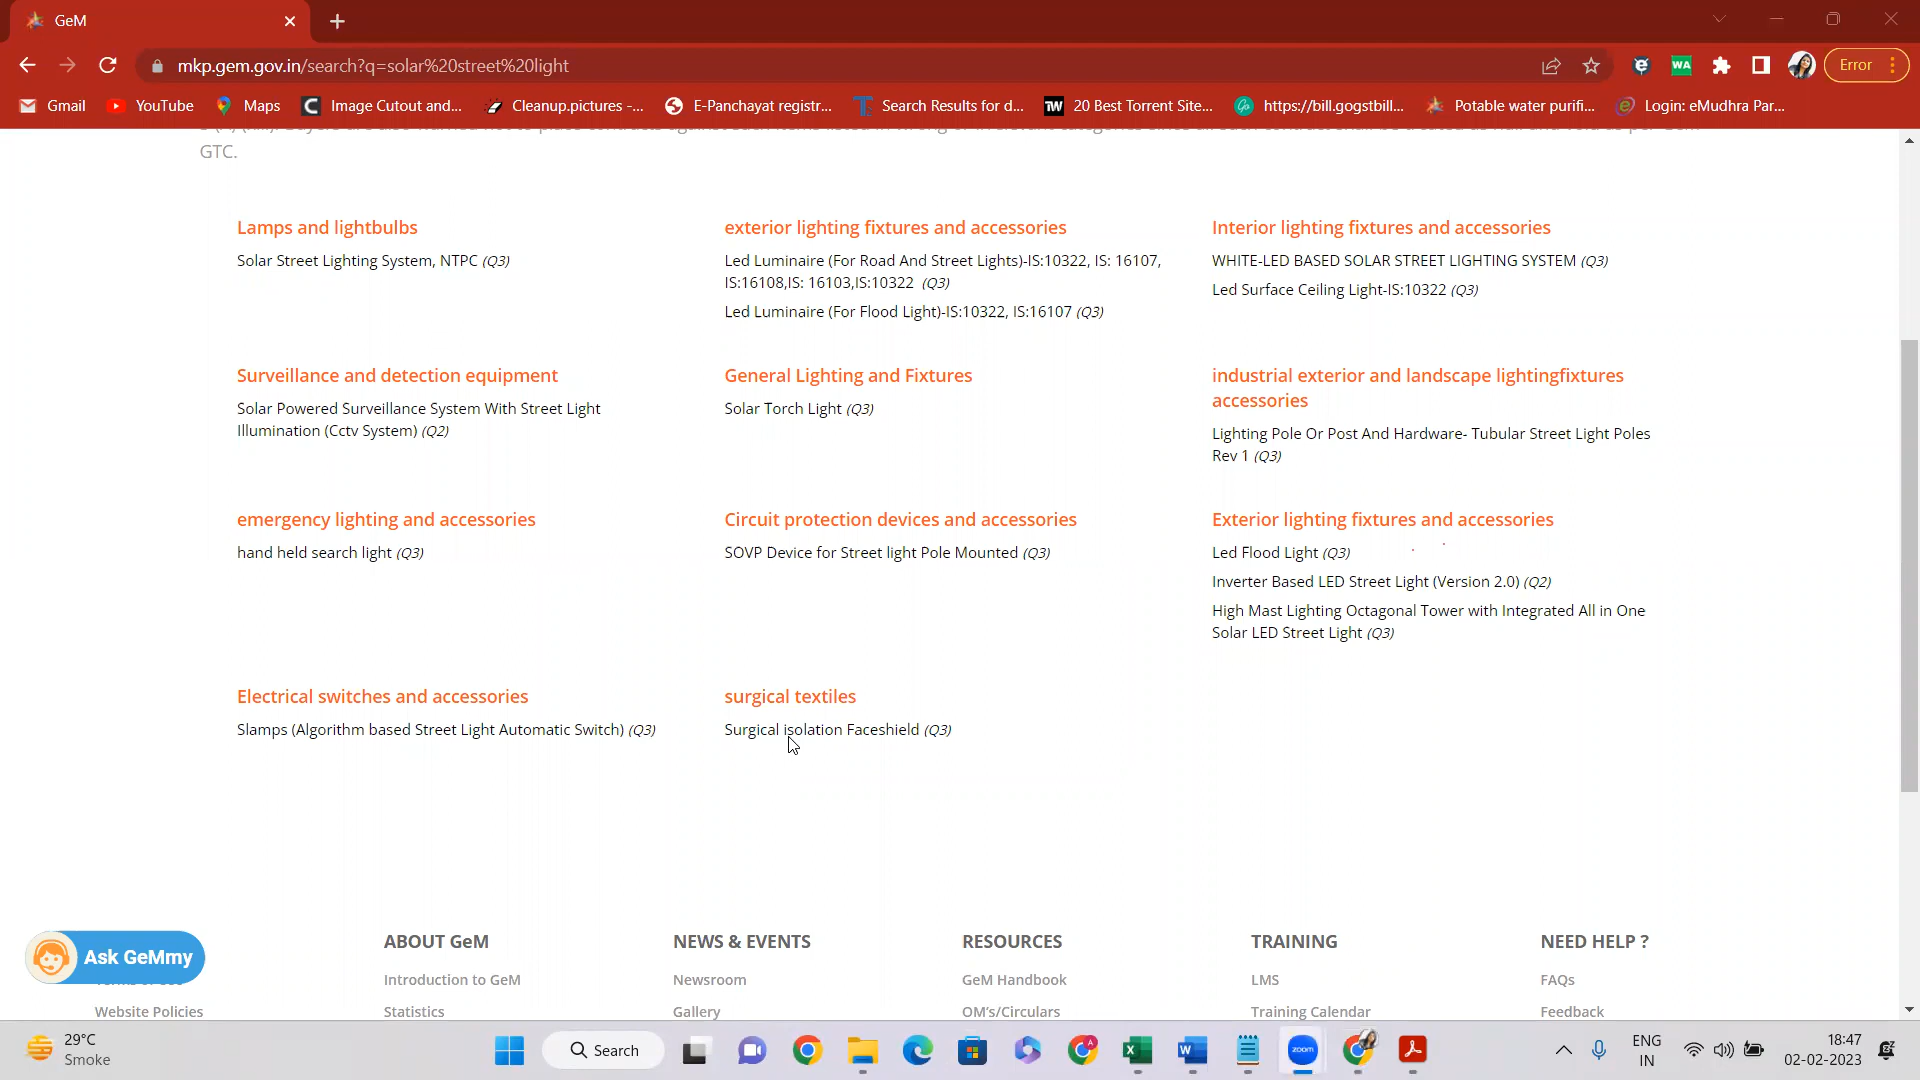 GeM
mkp.gem.gov.in/search?q=solar%20street%20light
Error
Gmail
YouTube
Maps
Image Cutout and...
Cleanup.pictures -...
E-Panchayat registr...
Search Results for d...
20 Best Torrent Site...
https://bill.gogstbill...
Potable water purifi...
Login: eMudhra Par...
GTC.
Lamps and lightbulbs
Solar Street Lighting System, NTPC (Q3)
exterior lighting fixtures and accessories
Led Luminaire (For Road And Street Lights)-IS:10322, IS: 16107,
IS:16108,IS: 16103,IS:10322 (Q3)
Led Luminaire (For Flood Light)-IS:10322, IS:16107 (Q3)
Interior lighting fixtures and accessories
WHITE-LED BASED SOLAR STREET LIGHTING SYSTEM (Q3)
Led Surface Ceiling Light-IS:10322 (Q3)
Surveillance and detection equipment
Solar Powered Surveillance System With Street Light
Illumination (Cctv System) (Q2)
General Lighting and Fixtures
Solar Torch Light (Q3)
industrial exterior and landscape lightingfixtures
accessories
Lighting Pole Or Post And Hardware- Tubular Street Light Poles
Rev 1 (Q3)
emergency lighting and accessories
hand held search light (Q3)
Circuit protection devices and accessories
SOVP Device for Street light Pole Mounted (Q3)
Exterior lighting fixtures and accessories
Led Flood Light (Q3)
Inverter Based LED Street Light (Version 2.0) (Q2)
High Mast Lighting Octagonal Tower with Integrated All in One
Solar LED Street Light (Q3)
Electrical switches and accessories
Slamps (Algorithm based Street Light Automatic Switch) (Q3)
surgical textiles
Surgical isolation Faceshield (Q3)
Ask GeMmy
Website Policies
ABOUT GeM
Introduction to GeM
Statistics
NEWS & EVENTS
Newsroom
Gallery
RESOURCES
GeM Handbook
OM's/Circulars
TRAINING
LMS
Training Calendar
NEED HELP ?
FAQs
Feedback
29°C
Smoke
Search
zoom
ENG
IN
18:47
02-02-2023